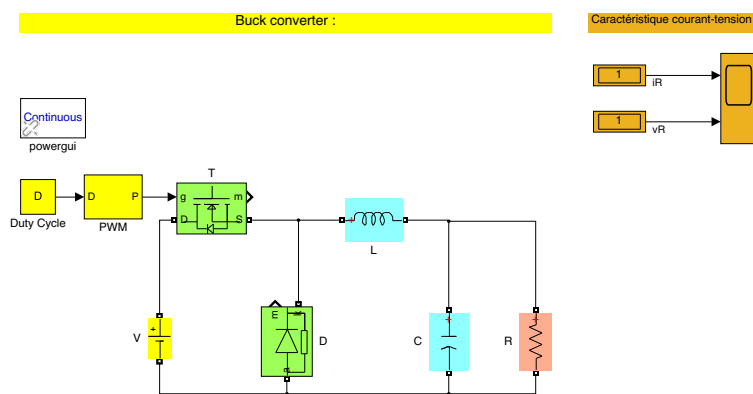 Buck converter :
Caractéristique courant-tension
1
iR
1
vR
Continuous
powergui
T
D
D P
g m
D S
Duty Cycle
PWM
+
L
V
+
m k
a
D
+
C
+
R
+